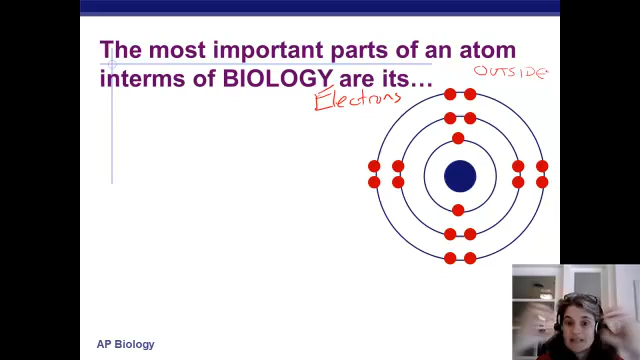 The most important parts of an atom
interms of BIOLOGY are its...
OUTSIDE
Electrons
AP Biology